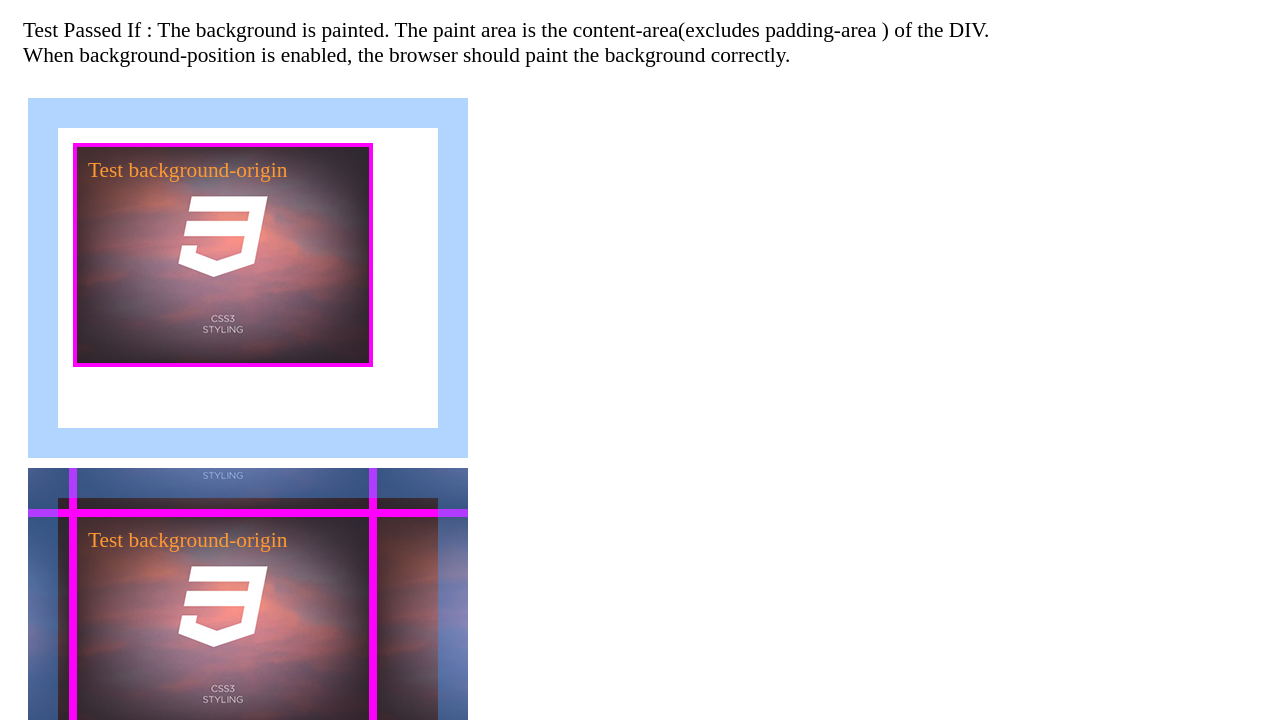 Test Passed If : The background is painted. The paint area is the content-area(excludes padding-area ) of the DIV.
When background-position is enabled, the browser should paint the background correctly.
Test background-origin
CSS3
STYLING
STYLING
Test background-origin
CSS3
STYLING